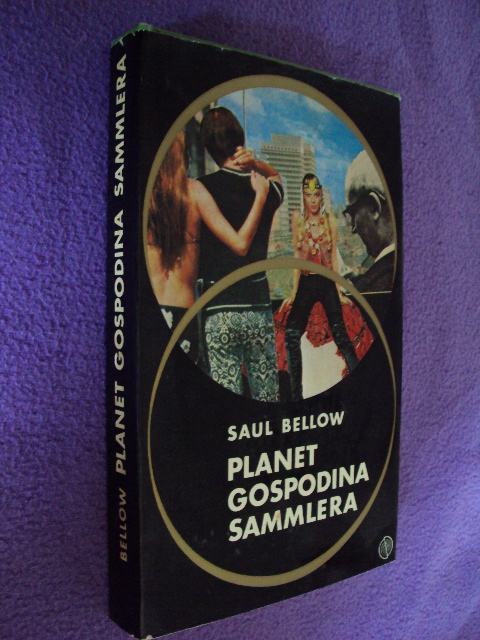 BELLOW PLANET GOSPODINA SAMMLERA
SAUL BELLOW
PLANET
GOSPODINA
SAMMLERA